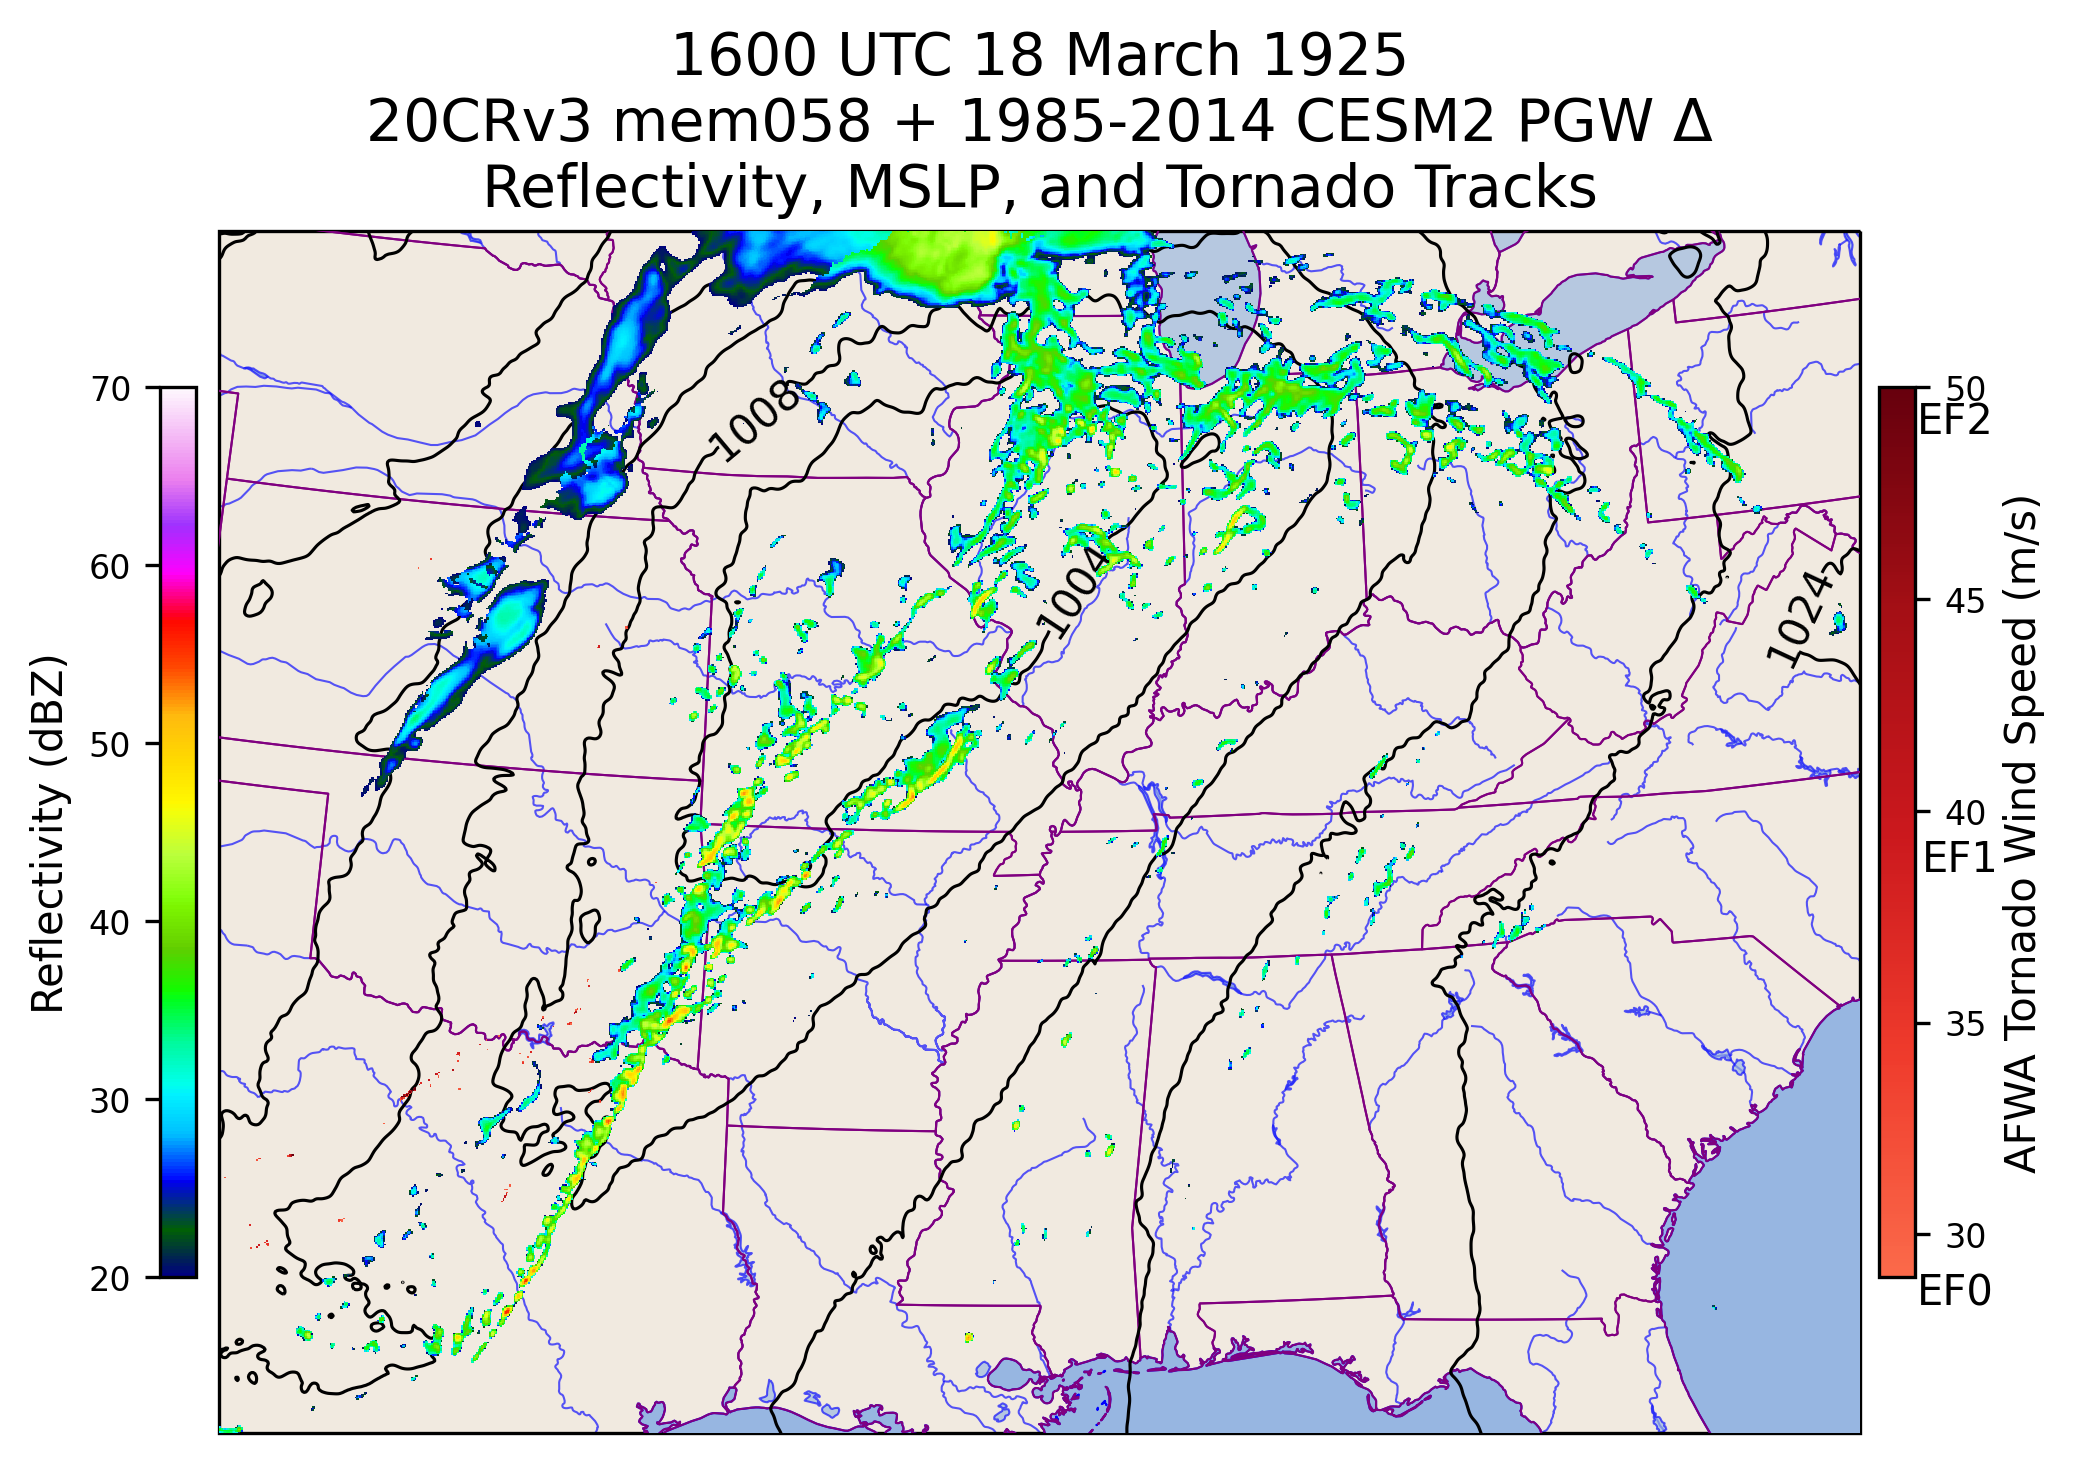 1600 UTC 18 March 1925
20CRv3 mem058 + 1985-2014 CESM2 PGW Δ
Reflectivity, MSLP, and Tornado Tracks
70
60
50
40
30
20
Reflectivity (dBZ)
1008
1004
1024
50
EF2
45
40
EF1
35
30
EF0
AFWA Tornado Wind Speed (m/s)